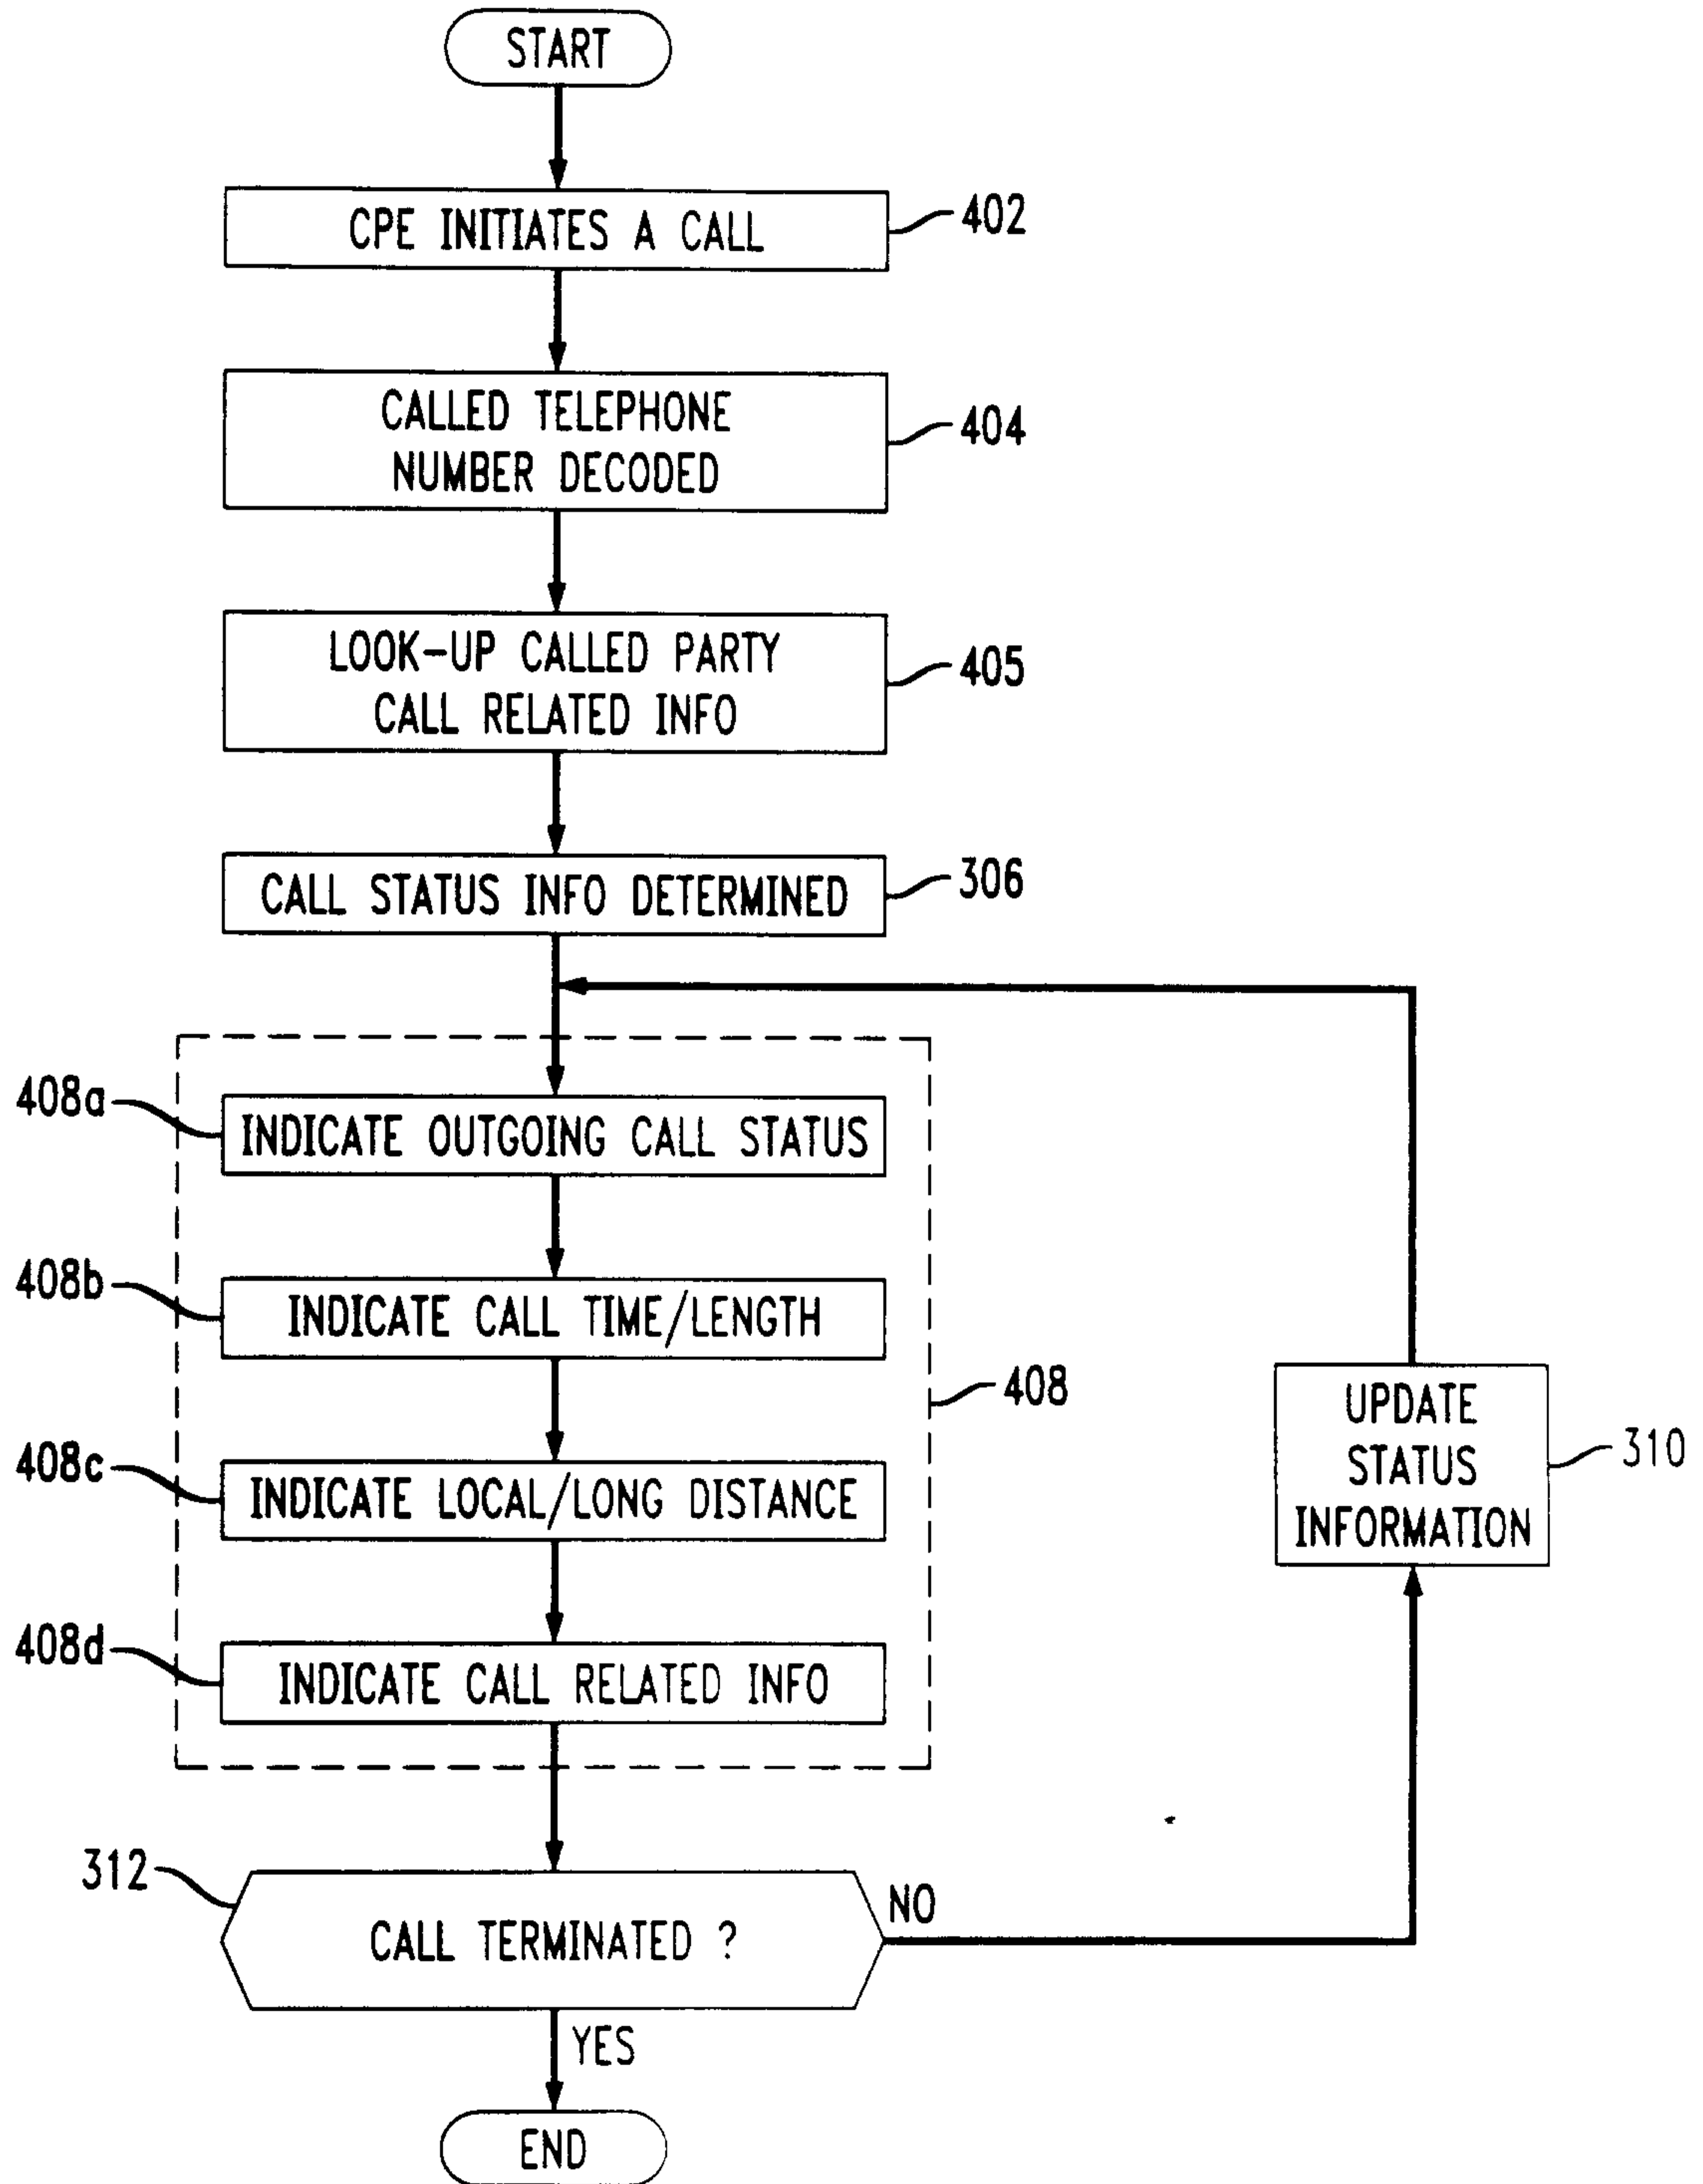 START
CPE INITIATES A CALL
402
CALLED TELEPHONE
NUMBER DECODED
404
LOOK-UP CALLED PARTY
CALL RELATED INFO
405
CALL STATUS INFO DETERMINED
306
408a
INDICATE OUTGOING CALL STATUS
408b
INDICATE CALL TIME/LENGTH
408
408c
INDICATE LOCAL/LONG DISTANCE
UPDATE
STATUS
INFORMATION
310
408d
INDICATE CALL RELATED INFO
312
CALL TERMINATED ?
NO
YES
END